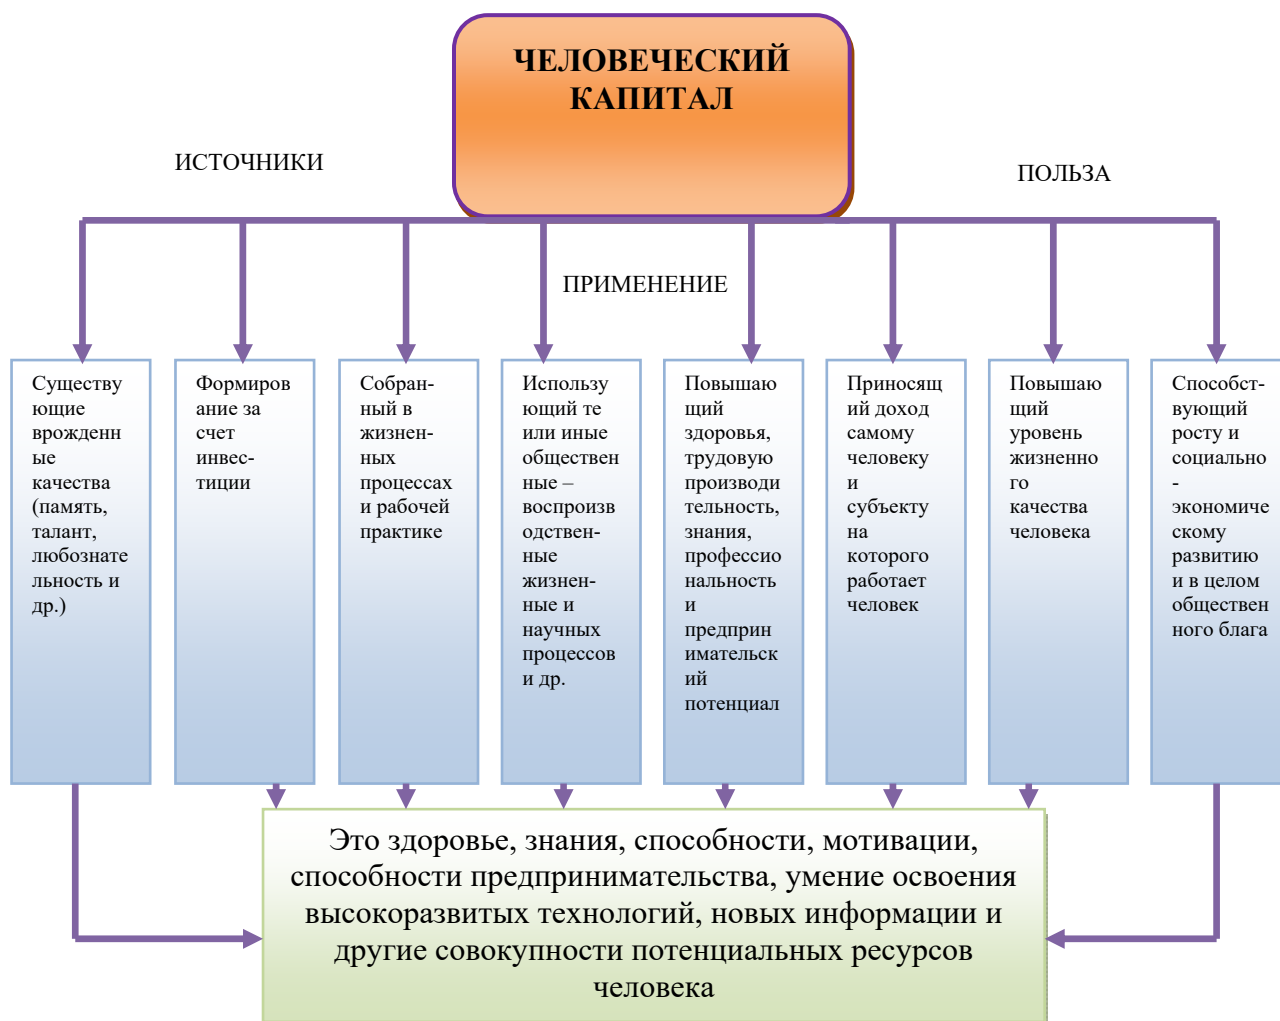 ЧЕЛОВЕЧЕСКИЙ
КАПИТАЛ
ИСТОЧНИКИ
ПОЛЬЗА
ПРИМЕНЕНИЕ
Существу
ющие
врожденн
ые
качества
(память,
талант,
любознате
льность и
др.)
Формиров
ание за
счет
инвес-
тиции
Собран-
ный в
жизнен-
ных
процессах
и рабочей
практике
Использу
ющий те
или иные
обществен
ные –
воспроизв
одствен-
ные
жизнен-
ные и
научных
процессов
и др.
Повышаю
щий
здоровья,
трудовую
производи
тельность,
знания,
профессио
нальность
и
предприн
имательск
ий
потенциал
Приносящ
ий доход
самому
человеку
и
субъекту
на
которого
работает
человек
Повышаю
щий
уровень
жизненно
го
качества
человека
Способст-
вующий
росту и
социально
-
экономиче
скому
развитию
и в целом
обществен
ного блага
Это здоровье, знания, способности, мотивации,
способности предпринимательства, умение освоения
высокоразвитых технологий, новых информации и
другие совокупности потенциальных ресурсов
человека